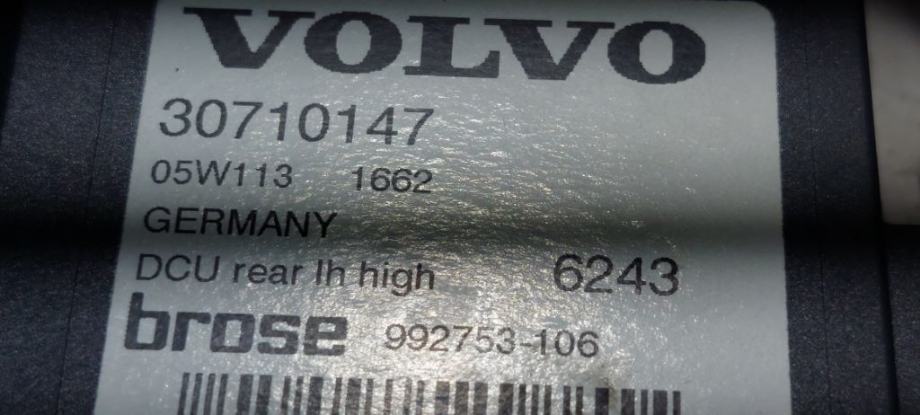 VOLVO
30710147
05W113 1662
GERMANY
DCU rear lh high 6243
brose 992753-106